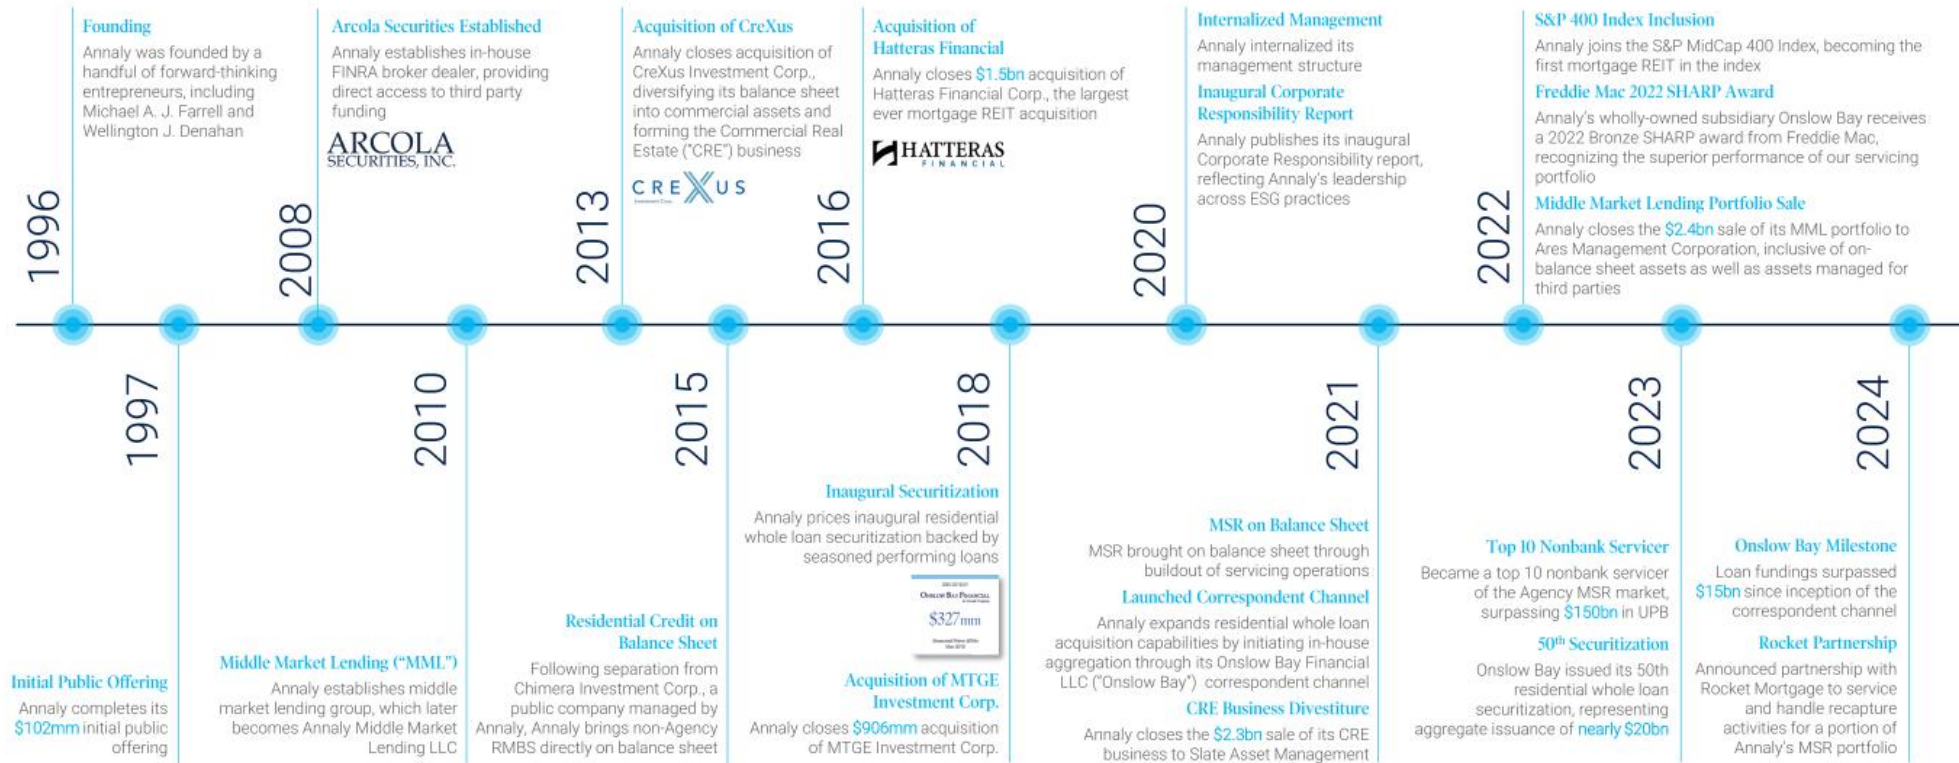 1996
Founding
Annaly was founded by a
handful of forward-thinking
entrepreneurs, including
Michael A. J. Farrell and
Wellington J. Denahan
2008
Arcola Securities Established
Annaly establishes in-house
FINRA broker dealer, providing
direct access to third party
funding
ARCOLA
SECURITIES, INC.
2013
Acquisition of CreXus
Annaly closes acquisition of
CreXus Investment Corp.,
diversifying its balance sheet
into commercial assets and
forming the Commercial Real
Estate ("CRE") business
CREXUS
2016
Acquisition of
Hatteras Financial
Annaly closes $1.5bn acquisition of
Hatteras Financial Corp., the largest
ever mortgage REIT acquisition
HATTERAS
FINANCIAL
2020
Internalized Management
Annaly internalized its
management structure
Inaugural Corporate
Responsibility Report
Annaly publishes its inaugural
Corporate Responsibility report,
reflecting Annaly's leadership
across ESG practices
2022
S&P 400 Index Inclusion
Annaly joins the S&P MidCap 400 Index, becoming the
first mortgage REIT in the index
Freddie Mac 2022 SHARP Award
Annaly's wholly-owned subsidiary Onslow Bay receives
a 2022 Bronze SHARP award from Freddie Mac,
recognizing the superior performance of our servicing
portfolio
Middle Market Lending Portfolio Sale
Annaly closes the $2.4bn sale of its MML portfolio to
Ares Management Corporation, inclusive of on-
balance sheet assets as well as assets managed for
third parties
1997
Initial Public Offering
Annaly completes its
$102mm initial public
offering
2010
Middle Market Lending ("MML")
Annaly establishes middle
market lending group, which later
becomes Annaly Middle Market
Lending LLC
2015
Residential Credit on
Balance Sheet
Following separation from
Chimera Investment Corp., a
public company managed by
Annaly, Annaly brings non-Agency
RMBS directly on balance sheet
2018
Inaugural Securitization
Annaly prices inaugural residential
whole loan securitization backed by
seasoned performing loans
ONSLOW BAY FINANCIAL
$327mm
Acquisition of MTGE
Investment Corp.
Annaly closes $906mm acquisition
of MTGE Investment Corp.
2021
MSR on Balance Sheet
MSR brought on balance sheet through
buildout of servicing operations
Launched Correspondent Channel
Annaly expands residential whole loan
acquisition capabilities by initiating in-house
aggregation through its Onslow Bay Financial
LLC ("Onslow Bay") correspondent channel
CRE Business Divestiture
Annaly closes the $2.3bn sale of its CRE
business to Slate Asset Management
2023
Top 10 Nonbank Servicer
Became a top 10 nonbank servicer
of the Agency MSR market,
surpassing $150bn in UPB
50th Securitization
Onslow Bay issued its 50th
residential whole loan
securitization, representing
aggregate issuance of nearly $20bn
2024
Onslow Bay Milestone
Loan fundings surpassed
$15bn since inception of the
correspondent channel
Rocket Partnership
Announced partnership with
Rocket Mortgage to service
and handle recapture
activities for a portion of
Annaly's MSR portfolio